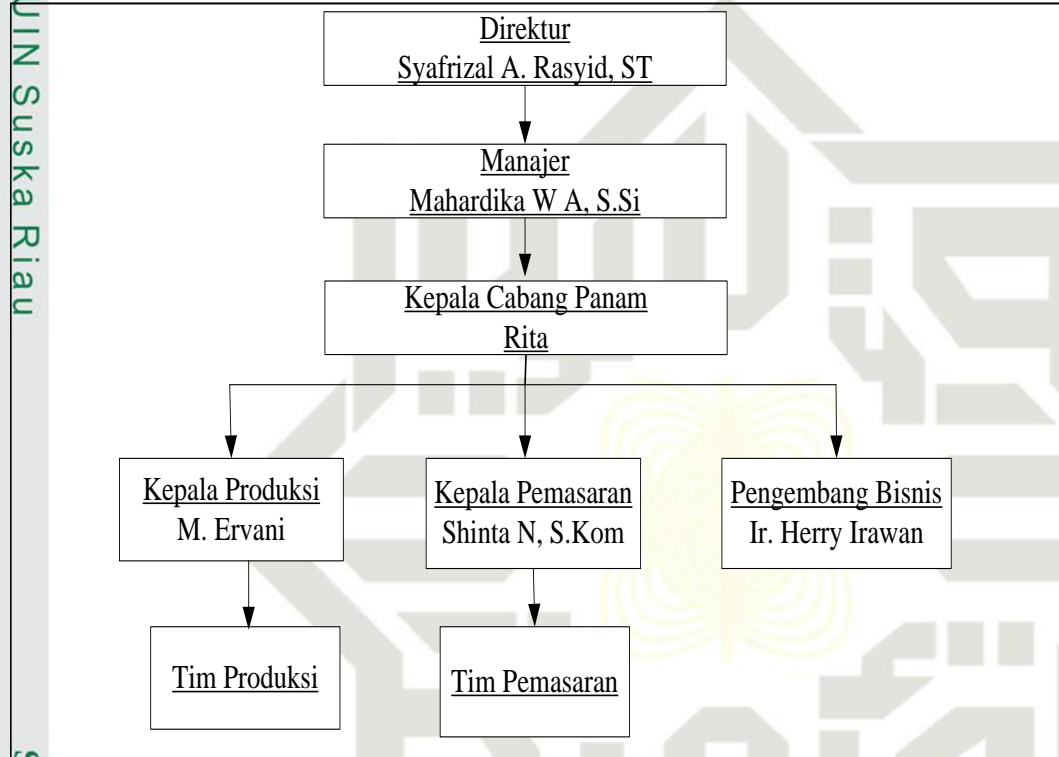 UIN Suska Riau
Direktur
Syafrizal A. Rasyid, ST
Manajer
Mahardika W A, S.Si
Kepala Cabang Panam
Rita
Kepala Produksi
M. Ervani
Kepala Pemasaran
Shinta N, S.Kom
Pengembang Bisnis
Ir. Herry Irawan
Tim Produksi
Tim Pemasaran